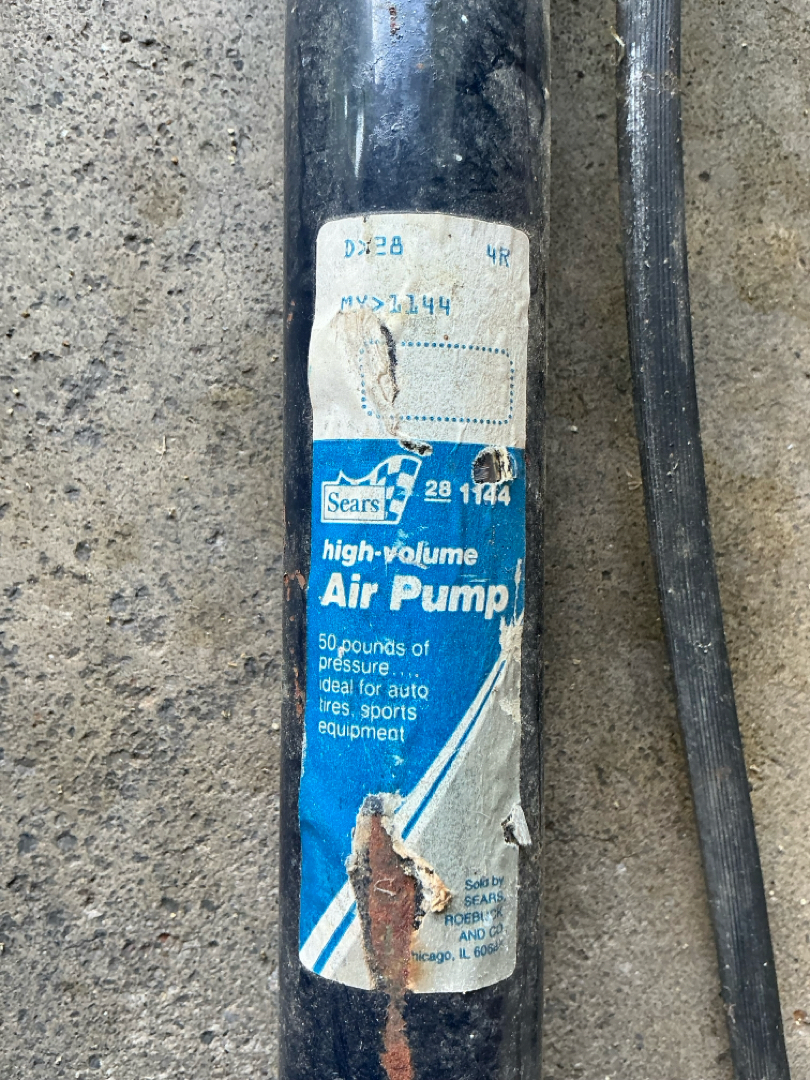 D>28 4R
MY>1144
Sears
28 1144
high-volume
Air Pump
50 pounds of
pressure....
ideal for auto
tires, sports
equipment
Sold by
SEARS,
ROEBUCK
AND CO.
IL